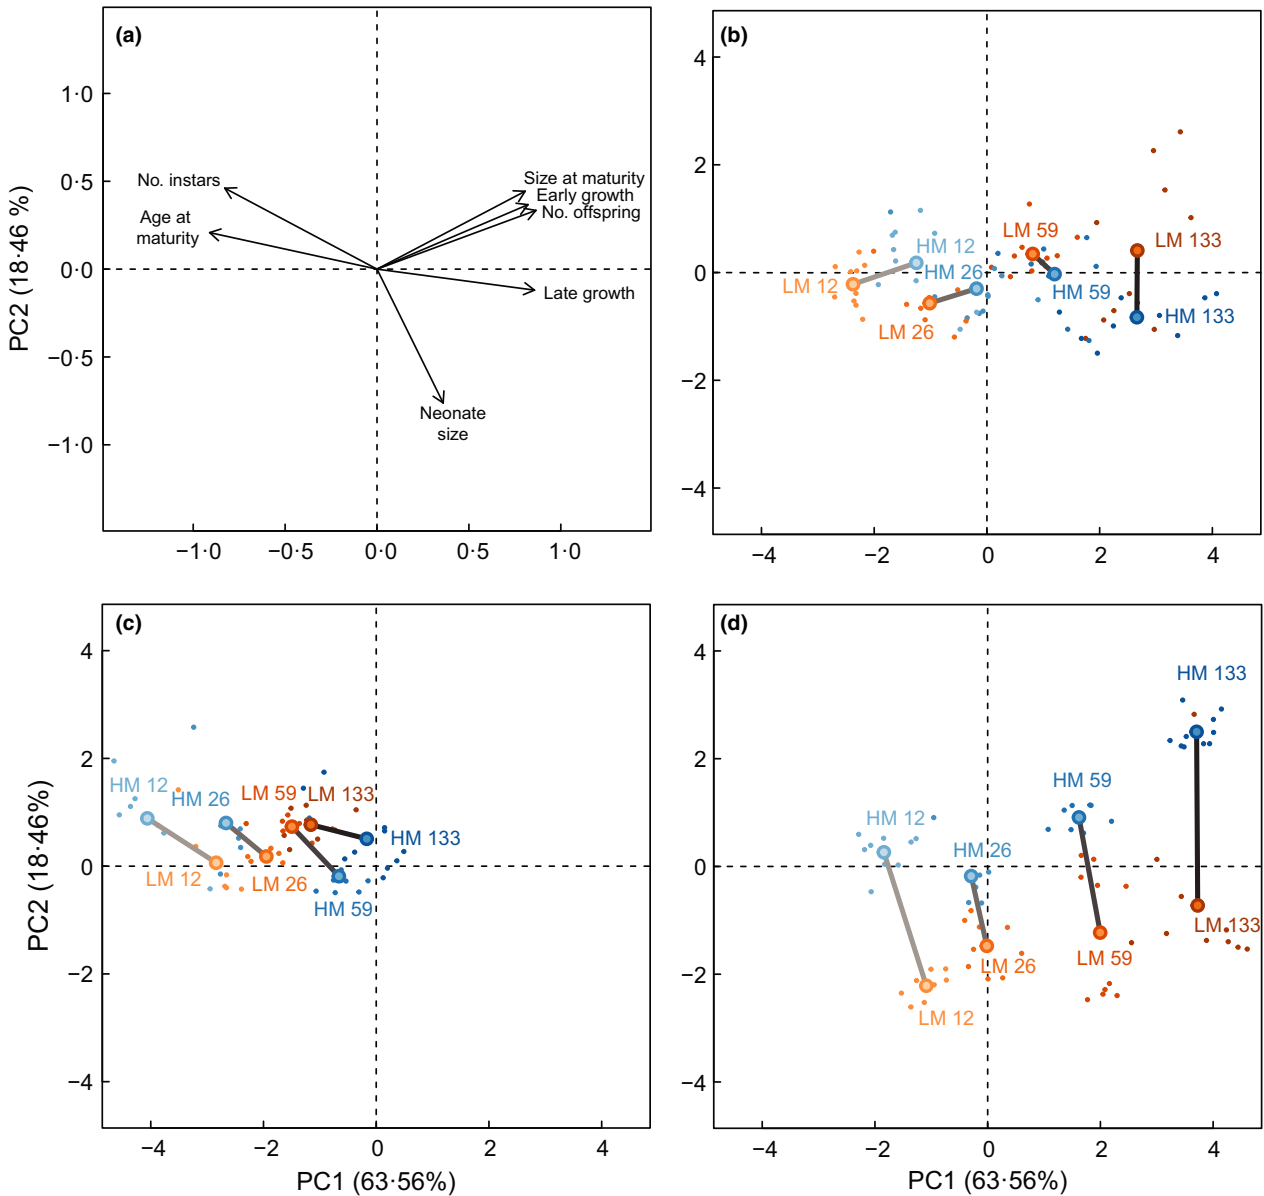 (a)
1·0
0·5
0·0
−0·5
−1·0
PC2 (18·46 %)
No. instars
Age at
maturity
Size at maturity
Early growth
No. offspring
Late growth
Neonate
size
−1·0
−0·5
0·0
0·5
1·0
(b)
4
2
0
−2
−4
LM 12
HM 12
HM 26
LM 26
LM 59
HM 59
LM 133
HM 133
−4
−2
0
2
4
(c)
4
2
0
−2
−4
PC2 (18·46%)
HM 12
HM 26
LM 59
LM 133
HM 133
LM 12
LM 26
HM 59
−4
−2
0
2
4
PC1 (63·56%)
(d)
4
2
0
−2
−4
HM 133
HM 59
HM 12
HM 26
LM 133
LM 26
LM 59
LM 12
−4
−2
0
2
4
PC1 (63·56%)